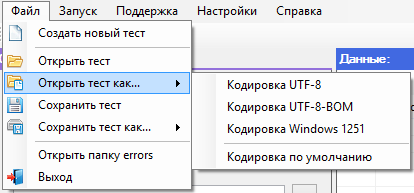 Файл Запуск Поддержка Настройки Справка
Создать новый тест
Данные:
Открыть тест
Открыть тест как...
Кодировка UTF-8
Сохранить тест
Кодировка UTF-8-BOM
Сохранить тест как...
Кодировка Windows 1251
Открыть папку errors
Кодировка по умолчанию
Выход